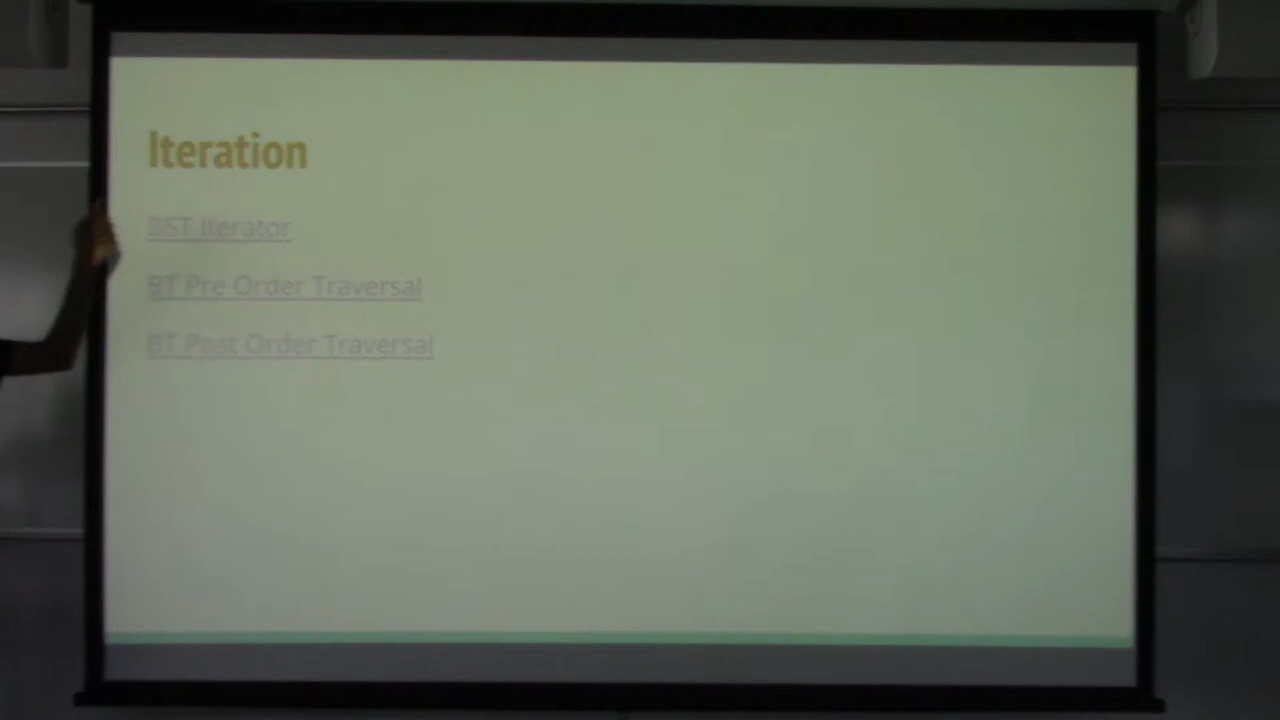 Iteration
BST Iterator
BT Pre Order Traversal
BT Post Order Traversal